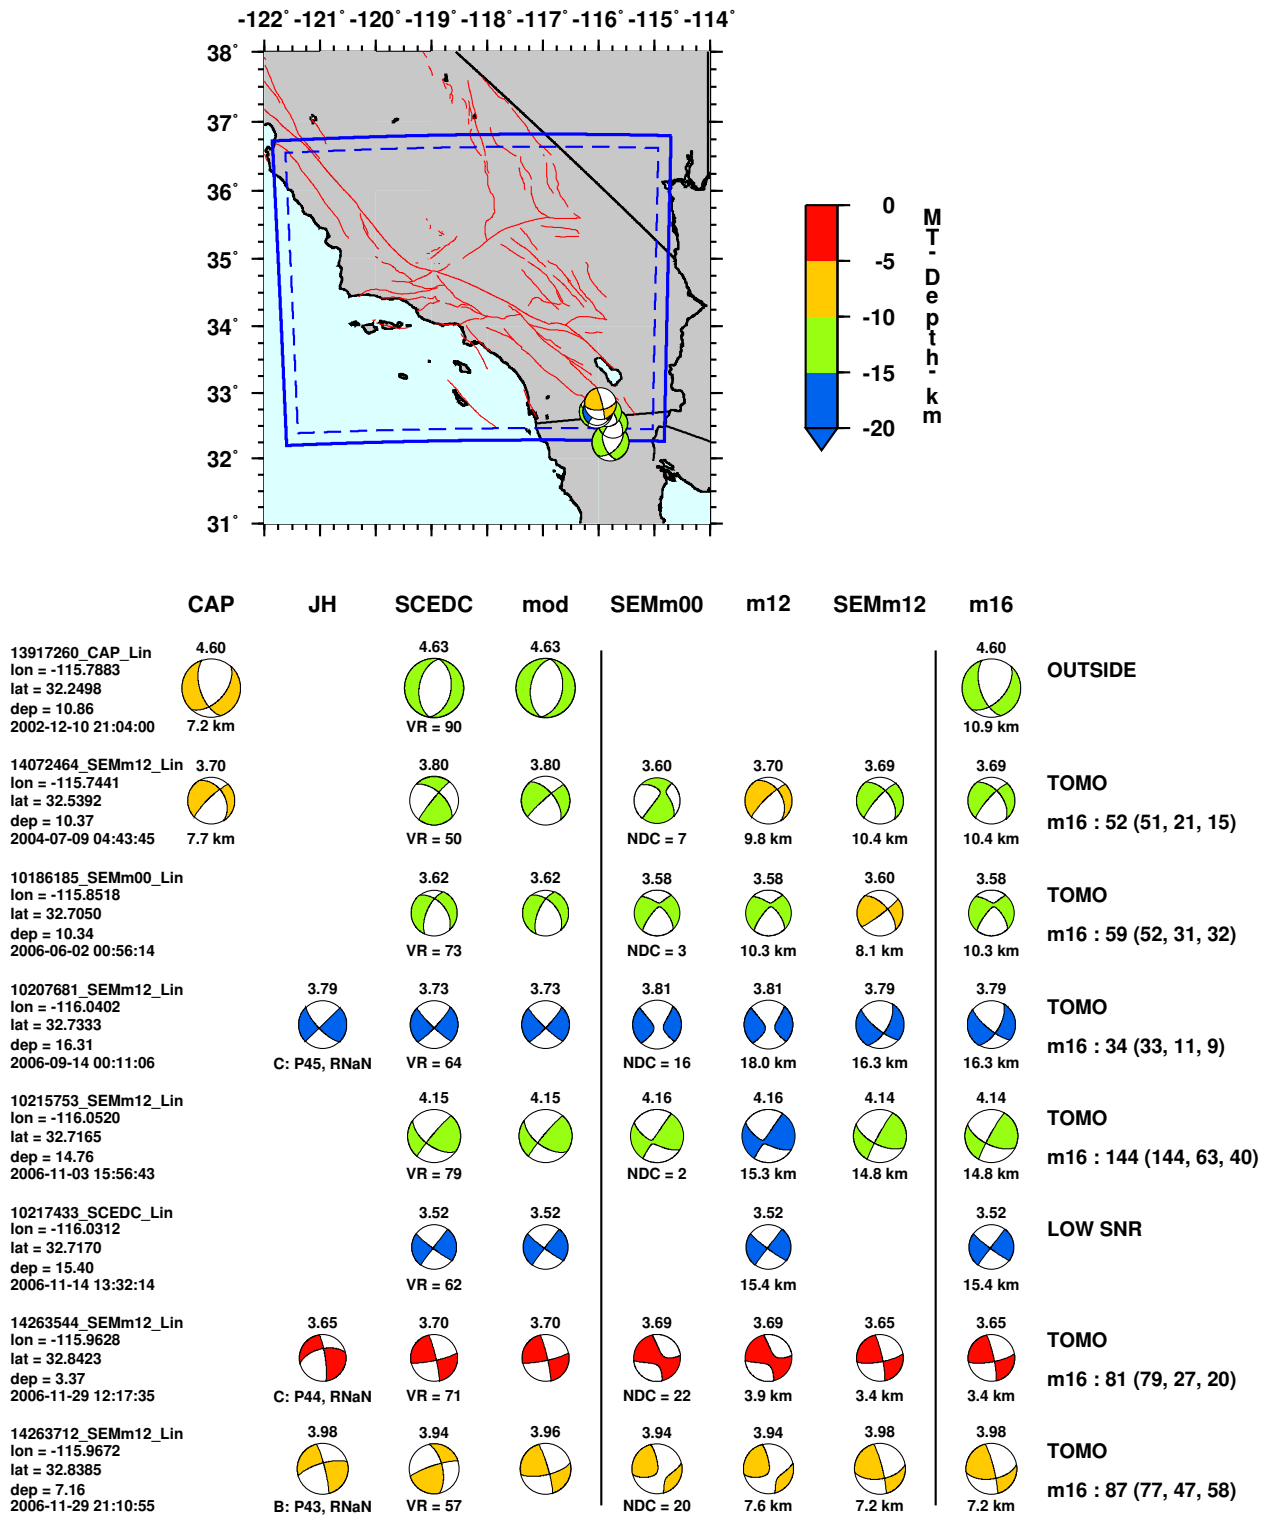 -122° -121° -120° -119° -118° -117° -116° -115° -114°
38°
37°
36°
35°
34°
33°
32°
31°
0
-5
-10
-15
-20
MT- Depth- km
CAP JH SCEDC mod SEMm00 m12 SEMm12 m16
13917260_CAP_Lin
lon = -115.7883
lat = 32.2498
dep = 10.86
2002-12-10 21:04:00
4.60 4.63 4.63 4.60
7.2 km VR = 90 10.9 km
OUTSIDE
14072464_SEMm12_Lin
lon = -115.7441
lat = 32.5392
dep = 10.37
2004-07-09 04:43:45
3.70 3.80 3.80 3.60 3.70 3.69 3.69
7.7 km VR = 50 NDC = 7 9.8 km 10.4 km 10.4 km
TOMO
m16 : 52 (51, 21, 15)
10186185_SEMm00_Lin
lon = -115.8518
lat = 32.7050
dep = 10.34
2006-06-02 00:56:14
3.62 3.62 3.58 3.58 3.60 3.58
VR = 73 NDC = 3 10.3 km 8.1 km 10.3 km
TOMO
m16 : 59 (52, 31, 32)
10207681_SEMm12_Lin
lon = -116.0402
lat = 32.7333
dep = 16.31
2006-09-14 00:11:06
3.79 3.73 3.73 3.81 3.81 3.79 3.79
C: P45, RNaN VR = 64 NDC = 16 18.0 km 16.3 km 16.3 km
TOMO
m16 : 34 (33, 11, 9)
10215753_SEMm12_Lin
lon = -116.0520
lat = 32.7165
dep = 14.76
2006-11-03 15:56:43
4.15 4.15 4.16 4.16 4.14 4.14
VR = 79 NDC = 2 15.3 km 14.8 km 14.8 km
TOMO
m16 : 144 (144, 63, 40)
10217433_SCEDC_Lin
lon = -116.0312
lat = 32.7170
dep = 15.40
2006-11-14 13:32:14
3.52 3.52 3.52 3.52
VR = 62 15.4 km 15.4 km
LOW SNR
14263544_SEMm12_Lin
lon = -115.9628
lat = 32.8423
dep = 3.37
2006-11-29 12:17:35
3.65 3.70 3.70 3.69 3.69 3.65 3.65
C: P44, RNaN VR = 71 NDC = 22 3.9 km 3.4 km 3.4 km
TOMO
m16 : 81 (79, 27, 20)
14263712_SEMm12_Lin
lon = -115.9672
lat = 32.8385
dep = 7.16
2006-11-29 21:10:55
3.98 3.94 3.96 3.94 3.94 3.98 3.98
B: P43, RNaN VR = 57 NDC = 20 7.6 km 7.2 km 7.2 km
TOMO
m16 : 87 (77, 47, 58)